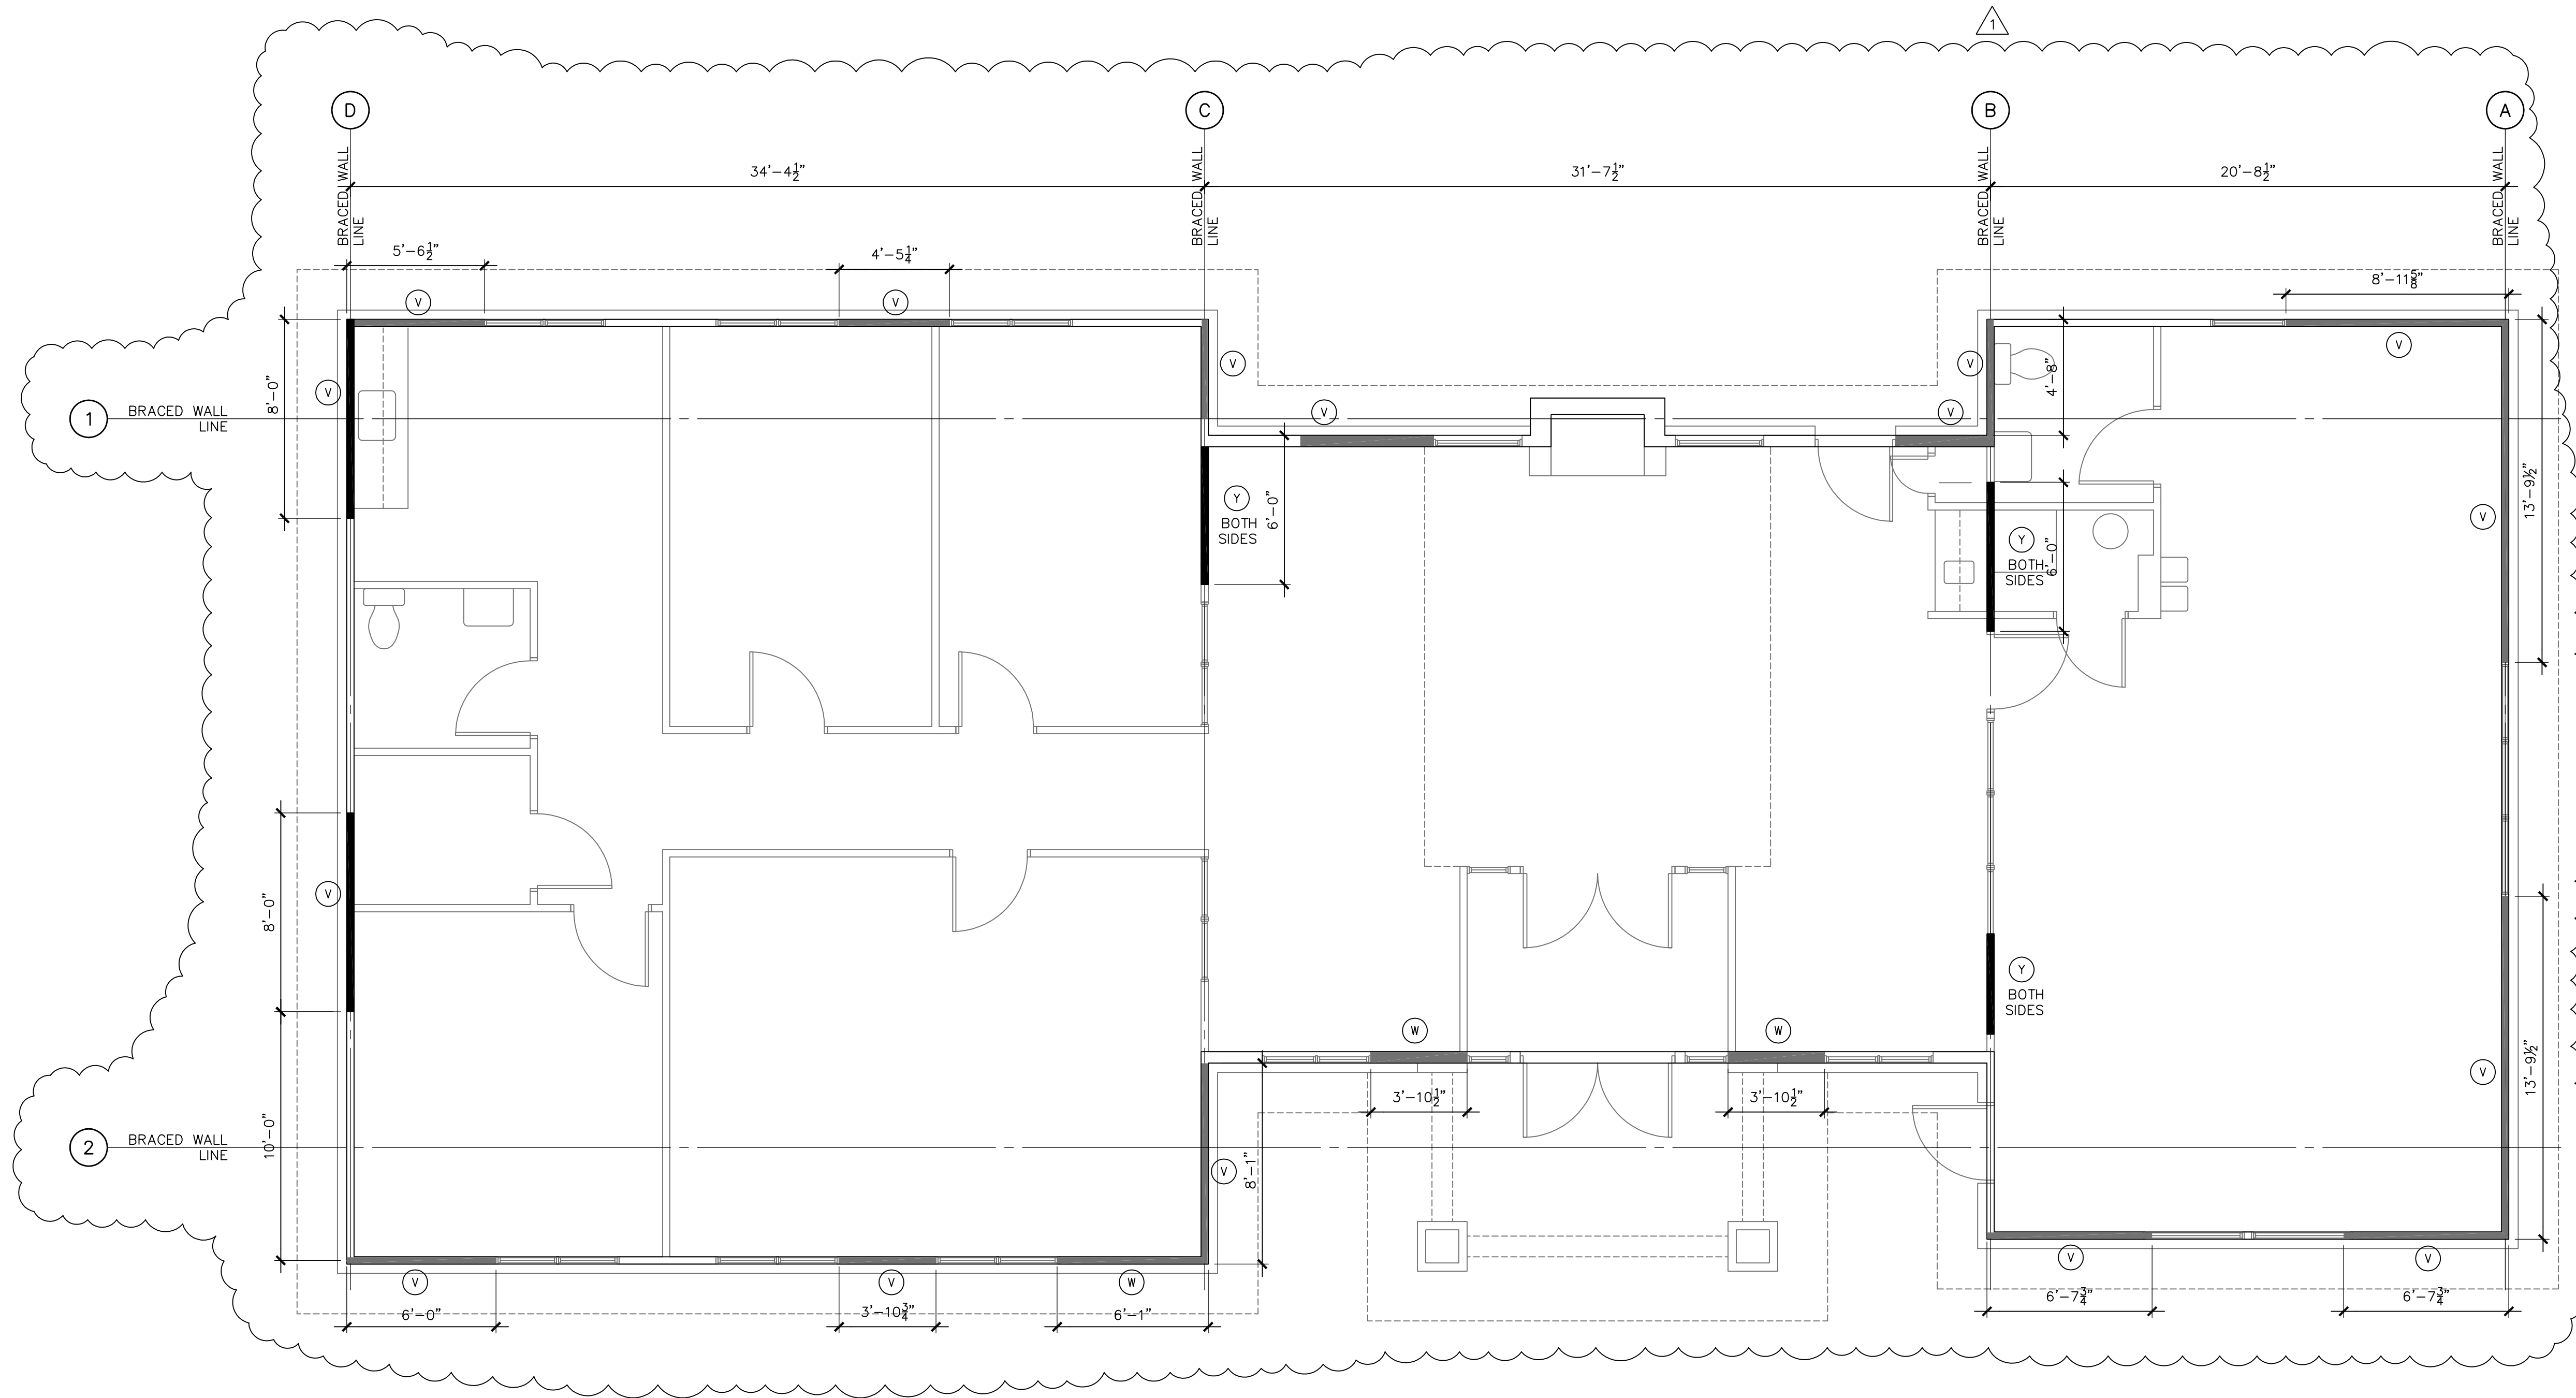 1
D
C
B
A
BRACED WALL
LINE
BRACED WALL
LINE
BRACED WALL
LINE
BRACED WALL
LINE
34'-4½"
31'-7½"
20'-8½"
5'-6½"
4'-5¼"
8'-11⅝"
V
V
V
V
V
V
V
V
8'-0"
4'-8"
1
BRACED WALL
LINE
13'-9½"
V
Y
BOTH
SIDES
6'-0"
Y
BOTH
SIDES
6'-0"
V
8'-0"
Y
BOTH
SIDES
W
W
V
13'-9½"
3'-10½"
3'-10½"
2
BRACED WALL
LINE
10'-0"
V
8'-1"
V
V
W
V
V
6'-0"
3'-10¾"
6'-1"
6'-7¾"
6'-7¾"